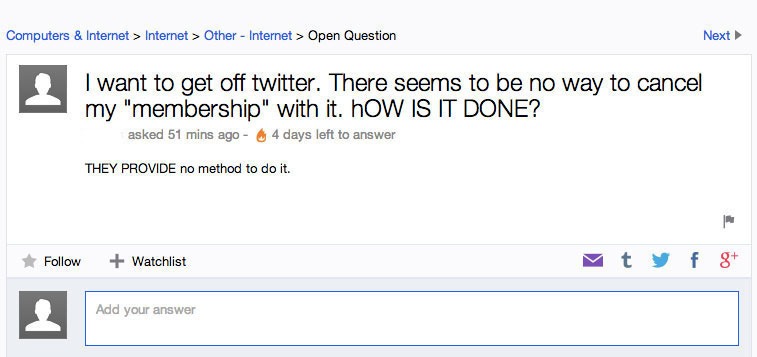 Computers & Internet > Internet > Other - Internet > Open Question
Next
I want to get off twitter. There seems to be no way to cancel
my "membership" with it. hOW IS IT DONE?
asked 51 mins ago - 4 days left to answer
THEY PROVIDE no method to do it.
Follow
Watchlist
t
f
g+
Add your answer